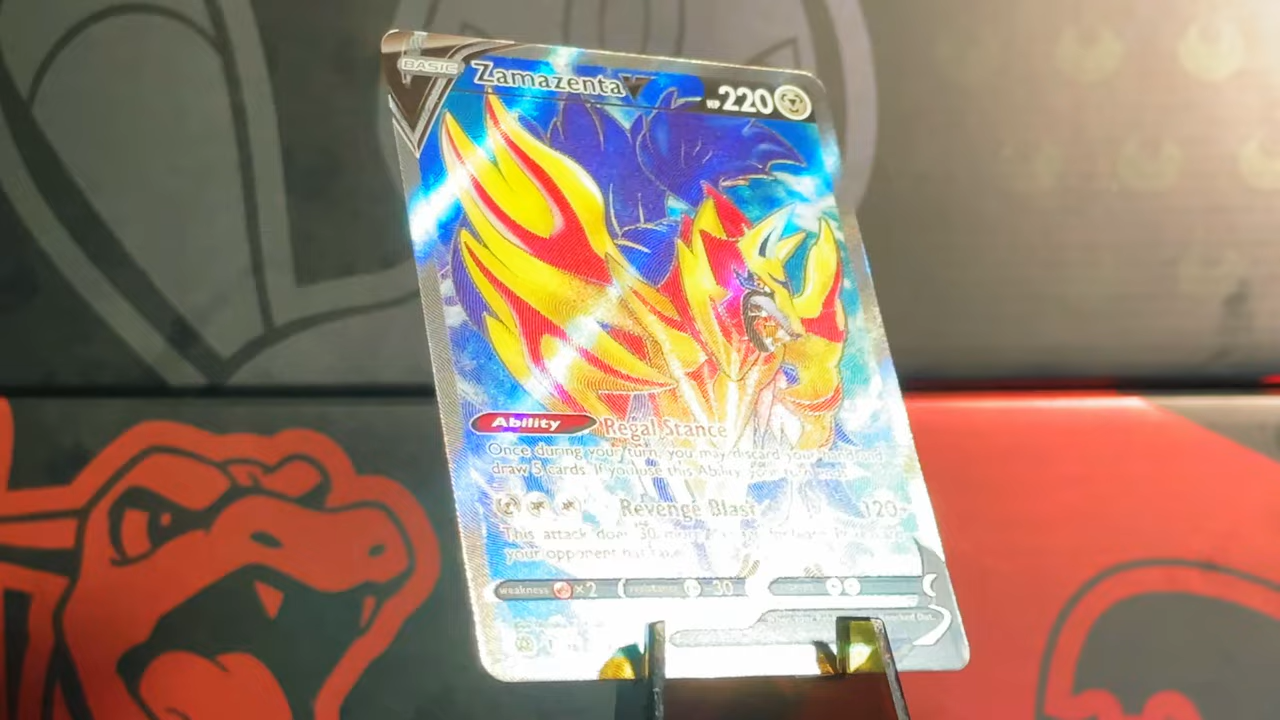 BASIC Zamazenta V HP 220
Ability Regal Stance
Once during your turn, you may discard your hand and
draw 5 cards. If you use this Ability, your turn
Revenge Blast 120+
This attack does 30 more
your opponent has
weakness ×2 resistance -30